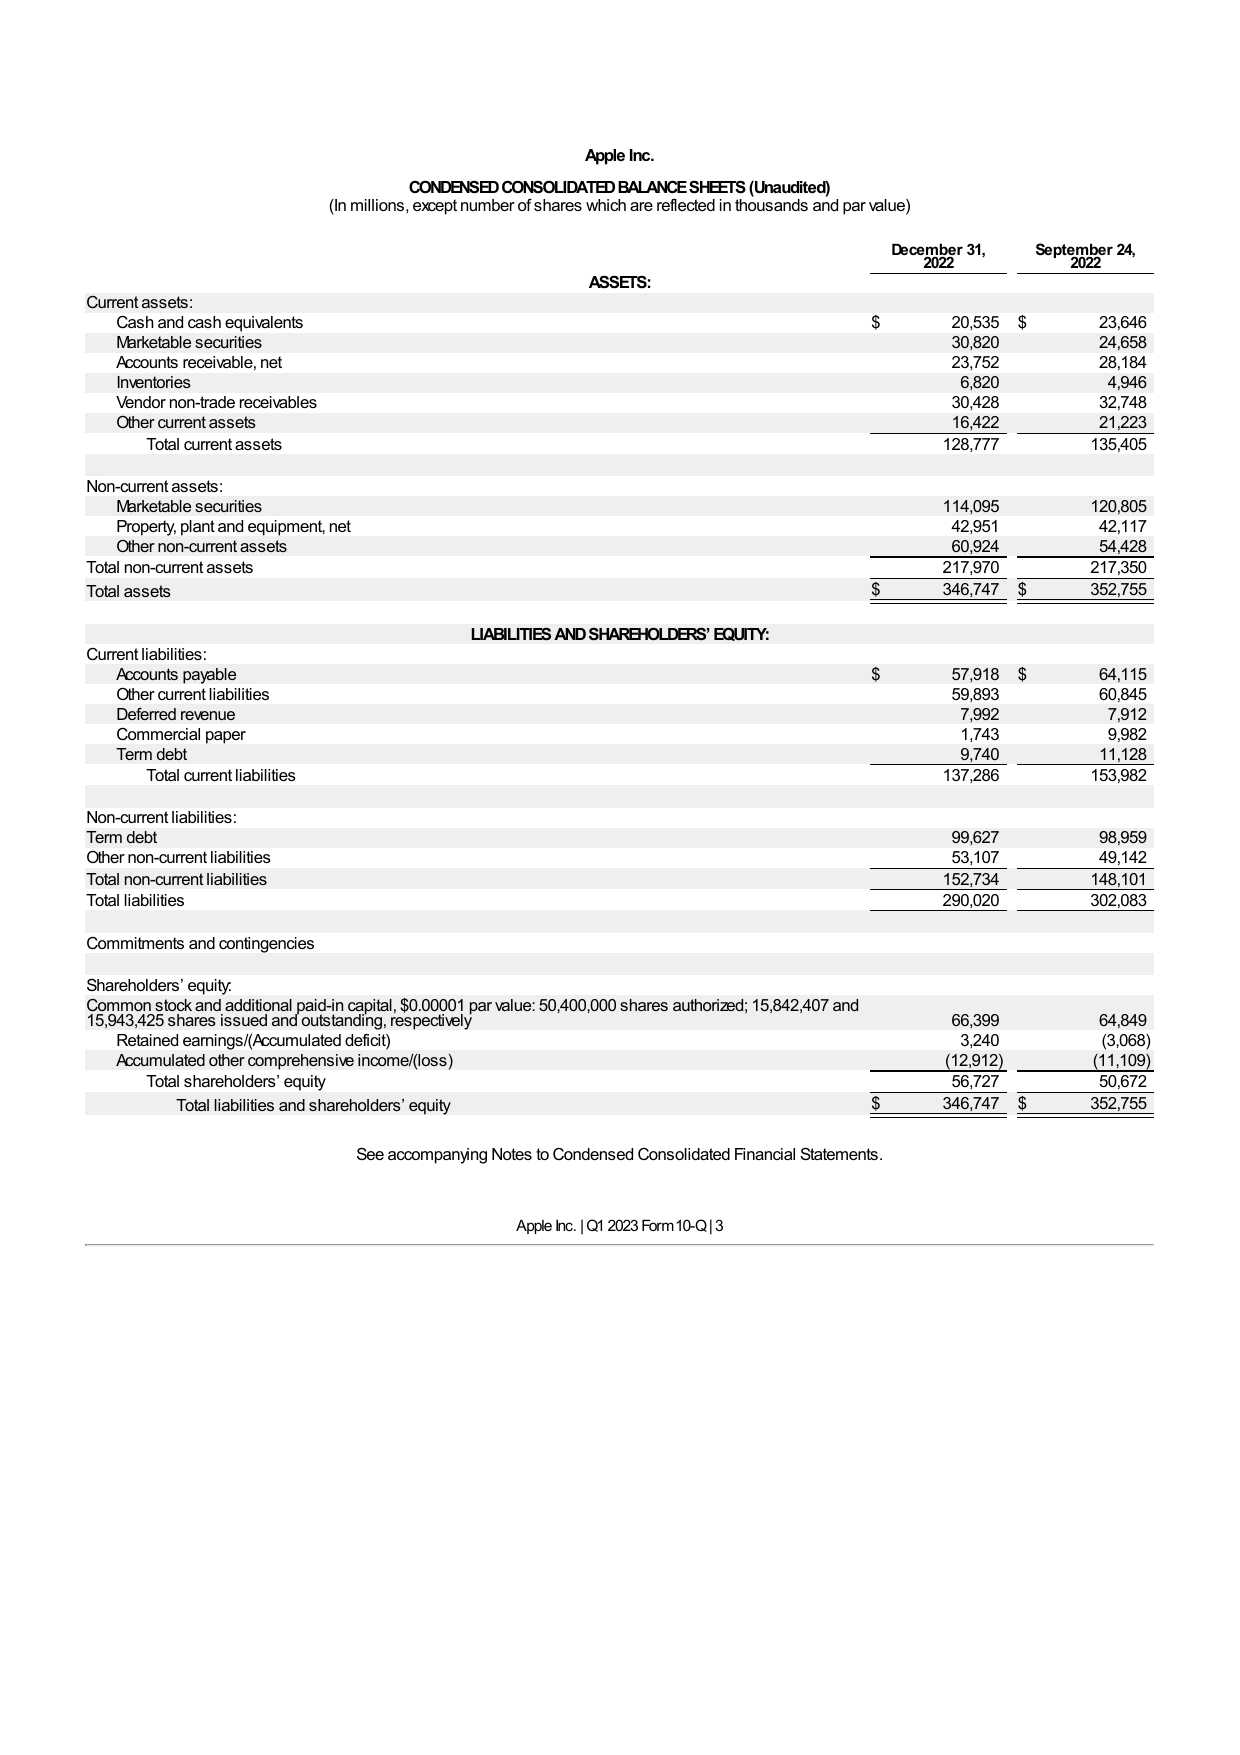 Apple Inc.
CONDENSED CONSOLIDATED BALANCE SHEETS (Unaudited)
(In millions, except number of shares which are reflected in thousands and par value)
December 31, 2022 September 24, 2022
ASSETS:
Current assets:
Cash and cash equivalents $ 20,535 $ 23,646
Marketable securities 30,820 24,658
Accounts receivable, net 23,752 28,184
Inventories 6,820 4,946
Vendor non-trade receivables 30,428 32,748
Other current assets 16,422 21,223
Total current assets 128,777 135,405
Non-current assets:
Marketable securities 114,095 120,805
Property, plant and equipment, net 42,951 42,117
Other non-current assets 60,924 54,428
Total non-current assets 217,970 217,350
Total assets $ 346,747 $ 352,755
LIABILITIES AND SHAREHOLDERS’ EQUITY:
Current liabilities:
Accounts payable $ 57,918 $ 64,115
Other current liabilities 59,893 60,845
Deferred revenue 7,992 7,912
Commercial paper 1,743 9,982
Term debt 9,740 11,128
Total current liabilities 137,286 153,982
Non-current liabilities:
Term debt 99,627 98,959
Other non-current liabilities 53,107 49,142
Total non-current liabilities 152,734 148,101
Total liabilities 290,020 302,083
Commitments and contingencies
Shareholders’ equity:
Common stock and additional paid-in capital, $0.00001 par value: 50,400,000 shares authorized; 15,842,407 and
15,943,425 shares issued and outstanding, respectively 66,399 64,849
Retained earnings/(Accumulated deficit) 3,240 (3,068)
Accumulated other comprehensive income/(loss) (12,912) (11,109)
Total shareholders’ equity 56,727 50,672
Total liabilities and shareholders’ equity $ 346,747 $ 352,755
See accompanying Notes to Condensed Consolidated Financial Statements.
Apple Inc. | Q1 2023 Form 10-Q | 3